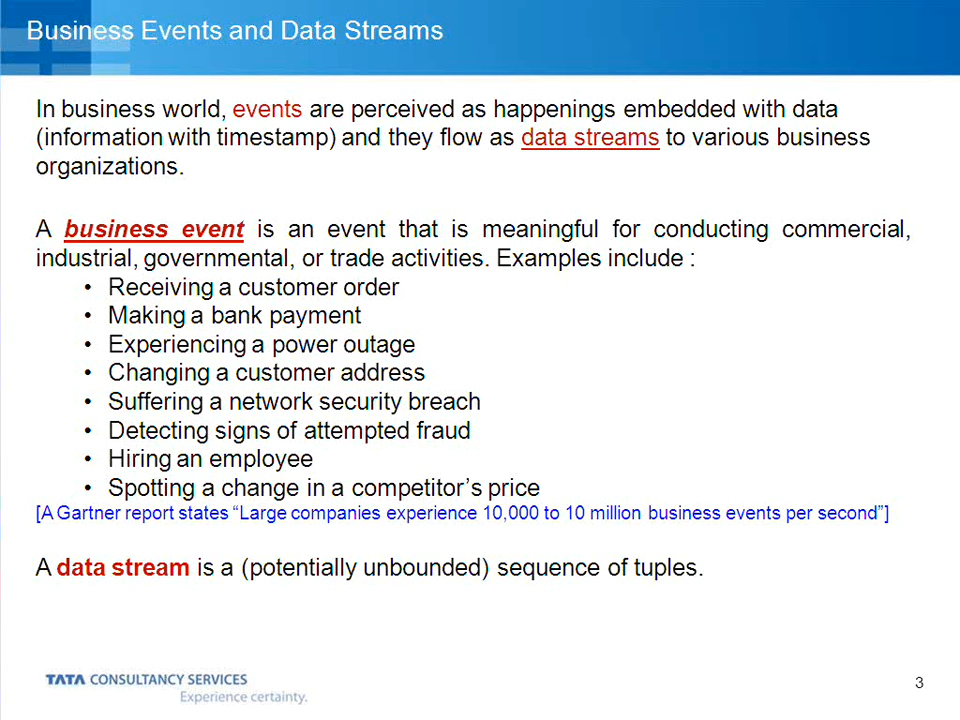 Business Events and Data Streams
In business world, events are perceived as happenings embedded with data
(information with timestamp) and they flow as data streams to various business
organizations.
A business event is an event that is meaningful for conducting commercial,
industrial, governmental, or trade activities. Examples include :
• Receiving a customer order
• Making a bank payment
• Experiencing a power outage
• Changing a customer address
• Suffering a network security breach
• Detecting signs of attempted fraud
• Hiring an employee
• Spotting a change in a competitor’s price
[A Gartner report states “Large companies experience 10,000 to 10 million business events per second”]
A data stream is a (potentially unbounded) sequence of tuples.
TATA CONSULTANCY SERVICES
Experience certainty.
3